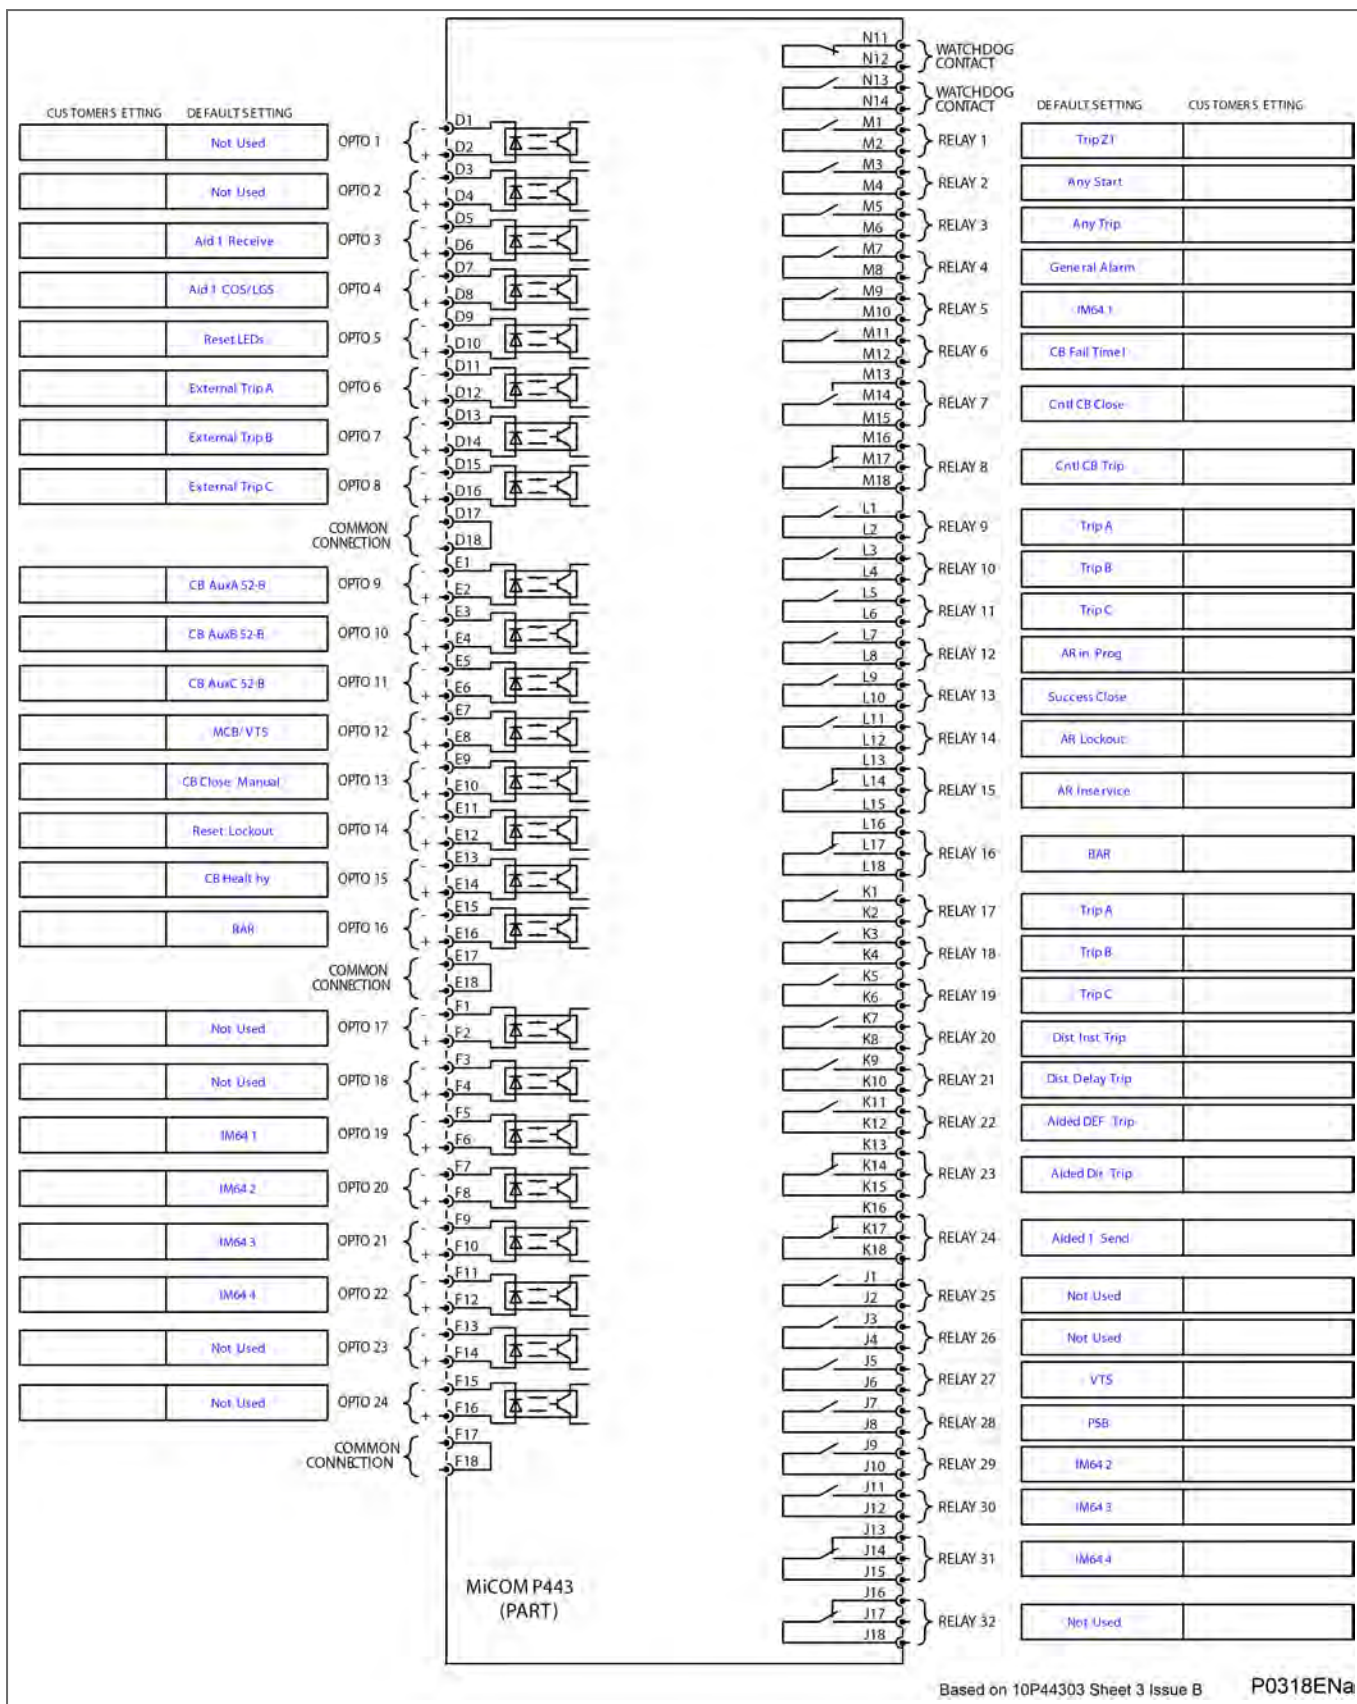 CUSTOMER SETTING DEFAULT SETTING
Not Used OPTO 1 - D1
+ D2
Not Used OPTO 2 - D3
+ D4
Aid 1 Receive OPTO 3 - D5
+ D6
Aid 1 COS/LGS OPTO 4 - D7
+ D8
Reset LEDs OPTO 5 - D9
+ D10
External Trip A OPTO 6 - D11
+ D12
External Trip B OPTO 7 - D13
+ D14
External Trip C OPTO 8 - D15
+ D16
COMMON CONNECTION D17
D18
CB AuxA 52-B OPTO 9 - E1
+ E2
CB AuxB 52-B OPTO 10 - E3
+ E4
CB AuxC 52-B OPTO 11 - E5
+ E6
MCB/VTS OPTO 12 - E7
+ E8
CB Close Manual OPTO 13 - E9
+ E10
Reset Lockout OPTO 14 - E11
+ E12
CB Healthy OPTO 15 - E13
+ E14
BAR OPTO 16 - E15
+ E16
COMMON CONNECTION E17
E18
Not Used OPTO 17 - F1
+ F2
Not Used OPTO 18 - F3
+ F4
IM64 1 OPTO 19 - F5
+ F6
IM64 2 OPTO 20 - F7
+ F8
IM64 3 OPTO 21 - F9
+ F10
IM64 4 OPTO 22 - F11
+ F12
Not Used OPTO 23 - F13
+ F14
Not Used OPTO 24 - F15
+ F16
COMMON CONNECTION F17
F18
MiCOM P443
(PART)
N11 WATCHDOG
N12 CONTACT
N13 WATCHDOG
N14 CONTACT
DEFAULT SETTING CUSTOMER SETTING
M1
M2 RELAY 1 Trip Z1
M3
M4 RELAY 2 Any Start
M5
M6 RELAY 3 Any Trip
M7
M8 RELAY 4 General Alarm
M9
M10 RELAY 5 IM64 1
M11
M12 RELAY 6 CB Fail Time1
M13
M14 RELAY 7 Cntl CB Close
M15
M16
M17 RELAY 8 Cntl CB Trip
M18
L1
L2 RELAY 9 Trip A
L3
L4 RELAY 10 Trip B
L5
L6 RELAY 11 Trip C
L7
L8 RELAY 12 AR in Prog
L9
L10 RELAY 13 Success Close
L11
L12 RELAY 14 AR Lockout
L13
L14 RELAY 15 AR Inservice
L15
L16
L17 RELAY 16 BAR
L18
K1
K2 RELAY 17 Trip A
K3
K4 RELAY 18 Trip B
K5
K6 RELAY 19 Trip C
K7
K8 RELAY 20 Dist Inst Trip
K9
K10 RELAY 21 Dist Delay Trip
K11
K12 RELAY 22 Aided DEF Trip
K13
K14 RELAY 23 Aided Dir Trip
K15
K16
K17 RELAY 24 Aided 1 Send
K18
J1
J2 RELAY 25 Not Used
J3
J4 RELAY 26 Not Used
J5
J6 RELAY 27 VTS
J7
J8 RELAY 28 PSB
J9
J10 RELAY 29 IM64 2
J11
J12 RELAY 30 IM64 3
J13
J14 RELAY 31 IM64 4
J15
J16
J17 RELAY 32 Not Used
J18
Based on 10P44303 Sheet 3 Issue B P0318ENa